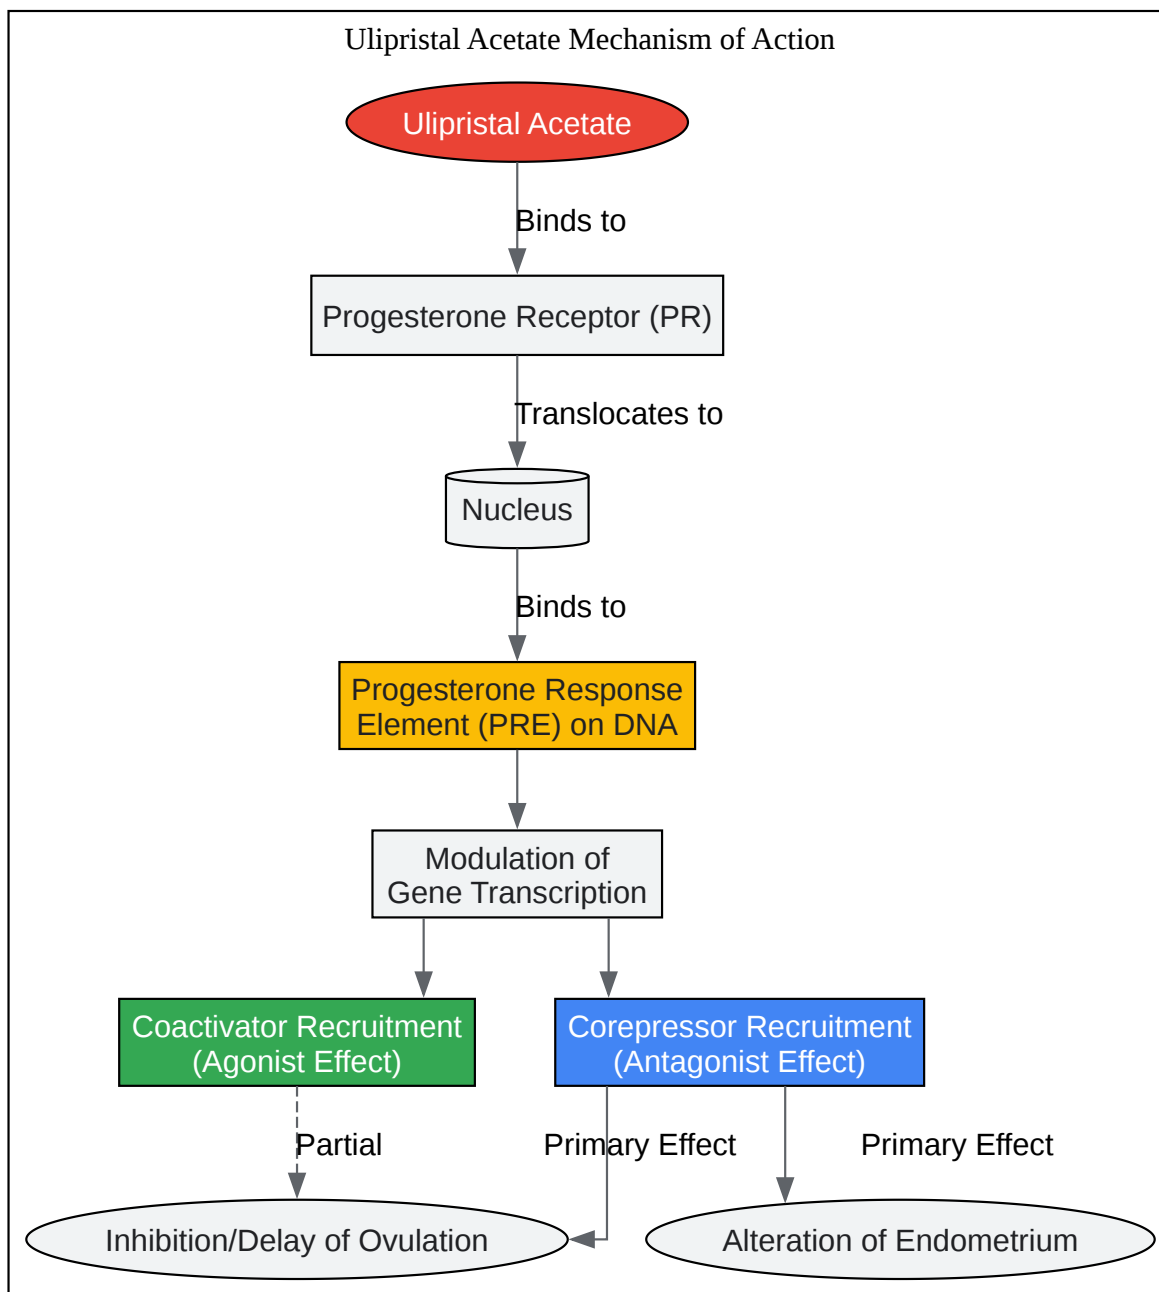 Ulipristal Acetate Mechanism of Action
Ulipristal Acetate
Binds to
Progesterone Receptor (PR)
Translocates to
Nucleus
Binds to
Progesterone Response
Element (PRE) on DNA
Modulation of
Gene Transcription
Coactivator Recruitment
(Agonist Effect)
Corepressor Recruitment
(Antagonist Effect)
Partial
Primary Effect
Primary Effect
Inhibition/Delay of Ovulation
Alteration of Endometrium